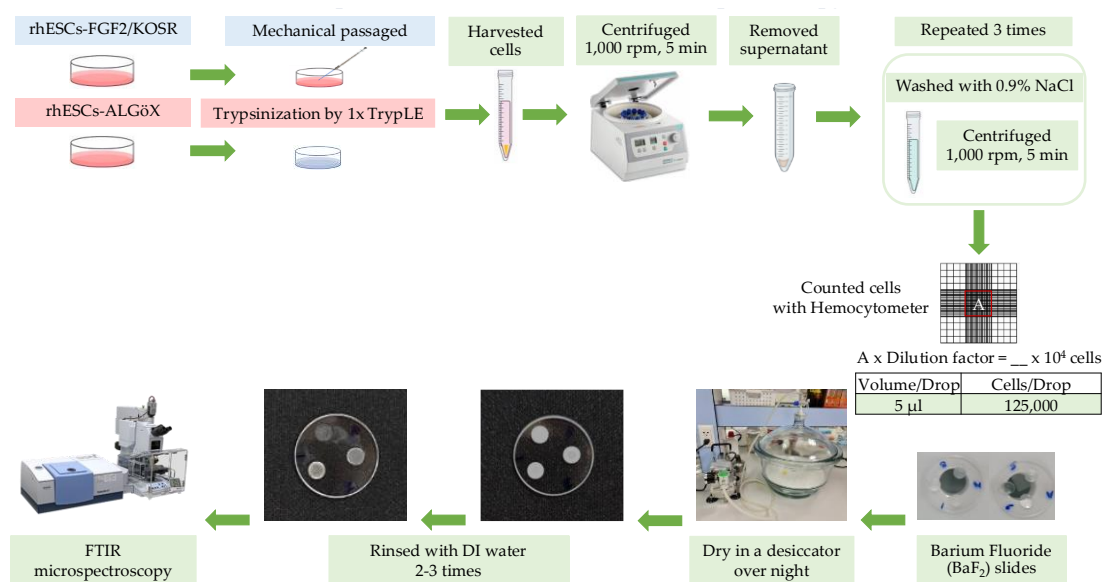 rhESCs-FGF2/KOSR
Mechanical passaged
rhESCs-ALGöX
Trypsinization by 1x TrypLE
Harvested
cells
Centrifuged
1,000 rpm, 5 min
Removed
supernatant
Repeated 3 times
Washed with 0.9% NaCl
Centrifuged
1,000 rpm, 5 min
Counted cells
with Hemocytometer
A
A x Dilution factor = __ x 10⁴ cells
Volume/Drop Cells/Drop
5 µl 125,000
Barium Fluoride
(BaF₂) slides
Dry in a desiccator
over night
Rinsed with DI water
2-3 times
FTIR
microspectroscopy